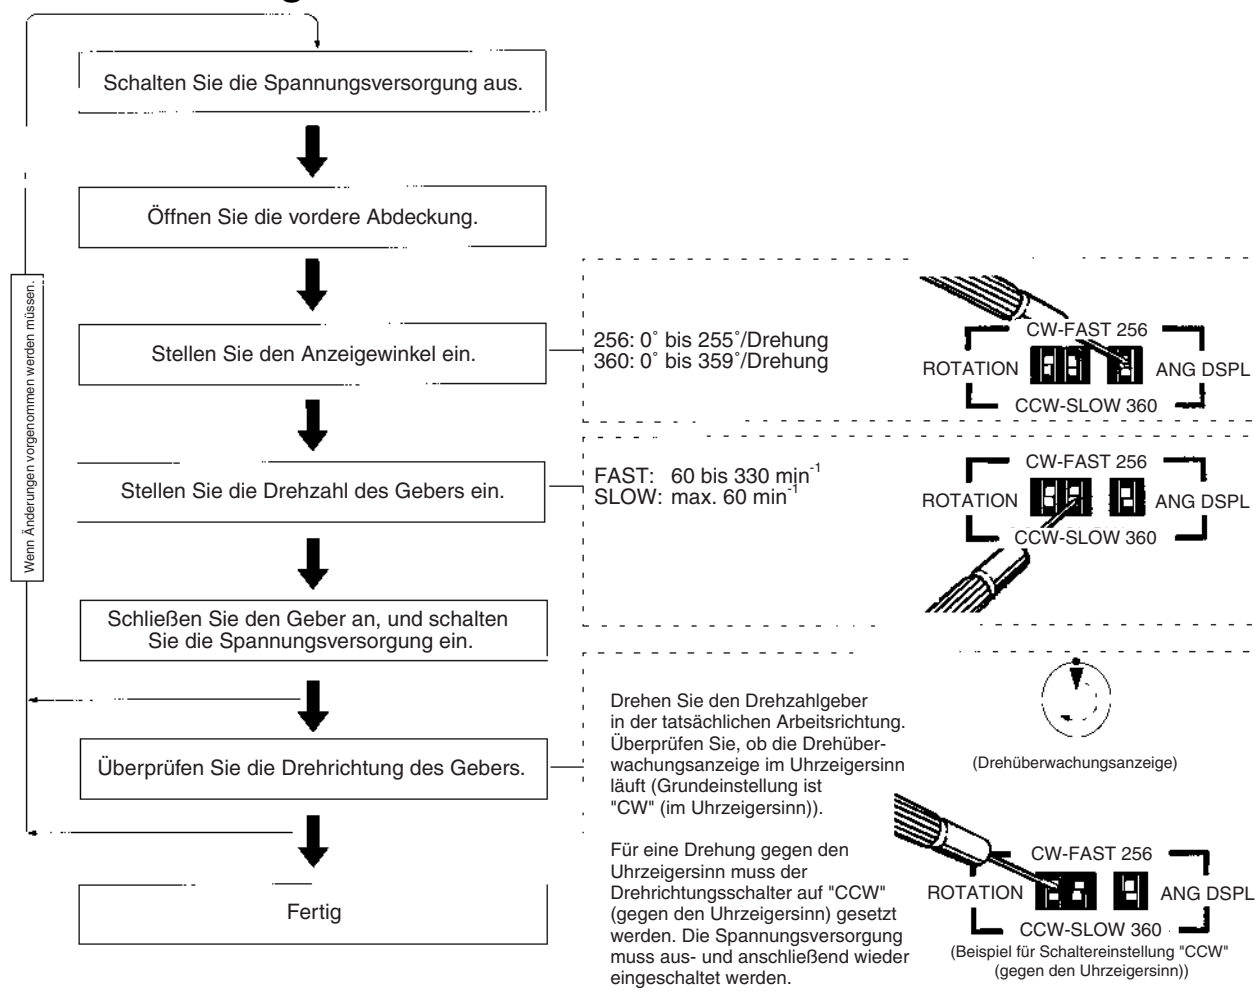 Schalten Sie die Spannungsversorgung aus.
Öffnen Sie die vordere Abdeckung.
Wenn Änderungen vorgenommen werden müssen.
Stellen Sie den Anzeigewinkel ein.
256: 0° bis 255°/Drehung
360: 0° bis 359°/Drehung
CW-FAST 256
ROTATION
ANG DSPL
CCW-SLOW 360
Stellen Sie die Drehzahl des Gebers ein.
FAST: 60 bis 330 min⁻¹
SLOW: max. 60 min⁻¹
CW-FAST 256
ROTATION
ANG DSPL
CCW-SLOW 360
Schließen Sie den Geber an, und schalten
Sie die Spannungsversorgung ein.
Überprüfen Sie die Drehrichtung des Gebers.
Drehen Sie den Drehzahlgeber
in der tatsächlichen Arbeitsrichtung.
Überprüfen Sie, ob die Drehüber-
wachungsanzeige im Uhrzeigersinn
läuft (Grundeinstellung ist
"CW" (im Uhrzeigersinn)).
(Drehüberwachungsanzeige)
Für eine Drehung gegen den
Uhrzeigersinn muss der
Drehrichtungsschalter auf "CCW"
(gegen den Uhrzeigersinn) gesetzt
werden. Die Spannungsversorgung
muss aus- und anschließend wieder
eingeschaltet werden.
CW-FAST 256
ROTATION
ANG DSPL
CCW-SLOW 360
(Beispiel für Schaltereinstellung "CCW"
(gegen den Uhrzeigersinn))
Fertig